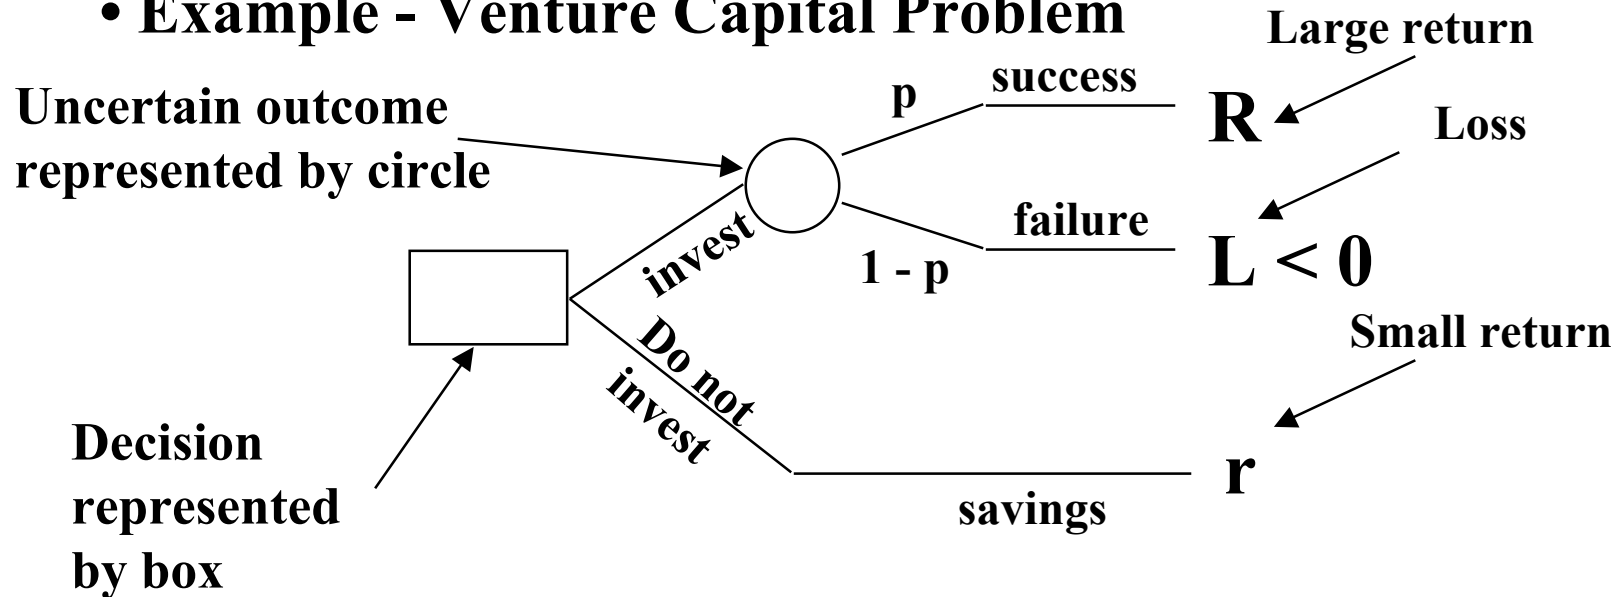 • Example - Venture Capital Problem
Large return
Uncertain outcome
represented by circle
p
success
R
Loss
invest
1 - p
failure
L < 0
Do not
invest
Small return
savings
r
Decision
represented
by box